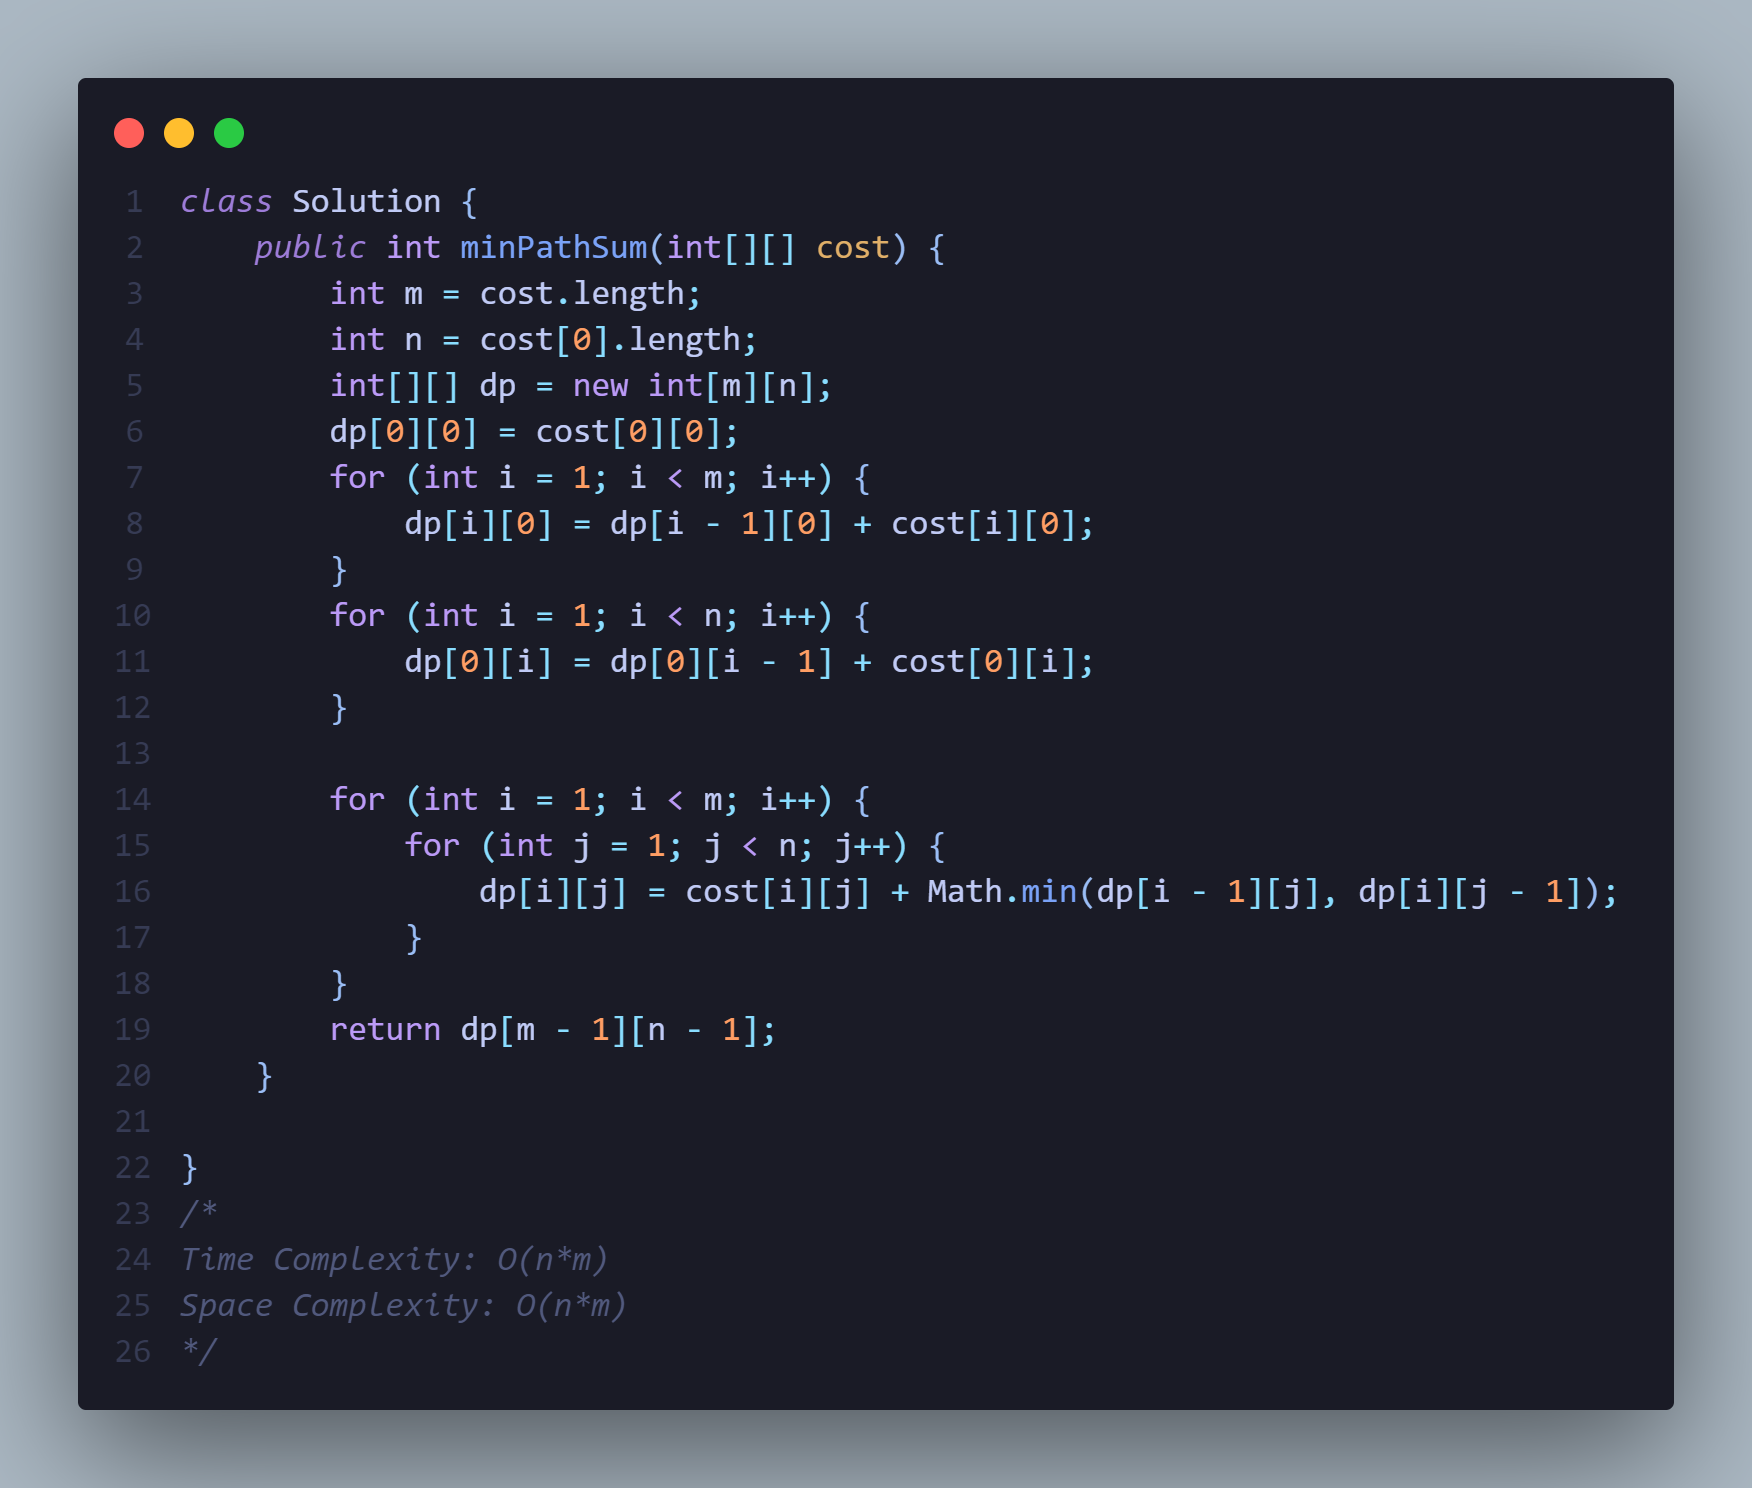 1 class Solution {
2     public int minPathSum(int[][] cost) {
3         int m = cost.length;
4         int n = cost[0].length;
5         int[][] dp = new int[m][n];
6         dp[0][0] = cost[0][0];
7         for (int i = 1; i < m; i++) {
8             dp[i][0] = dp[i - 1][0] + cost[i][0];
9         }
10         for (int i = 1; i < n; i++) {
11             dp[0][i] = dp[0][i - 1] + cost[0][i];
12         }
13
14         for (int i = 1; i < m; i++) {
15             for (int j = 1; j < n; j++) {
16                 dp[i][j] = cost[i][j] + Math.min(dp[i - 1][j], dp[i][j - 1]);
17             }
18         }
19         return dp[m - 1][n - 1];
20     }
21
22 }
23 /*
24 Time Complexity: O(n*m)
25 Space Complexity: O(n*m)
26 */